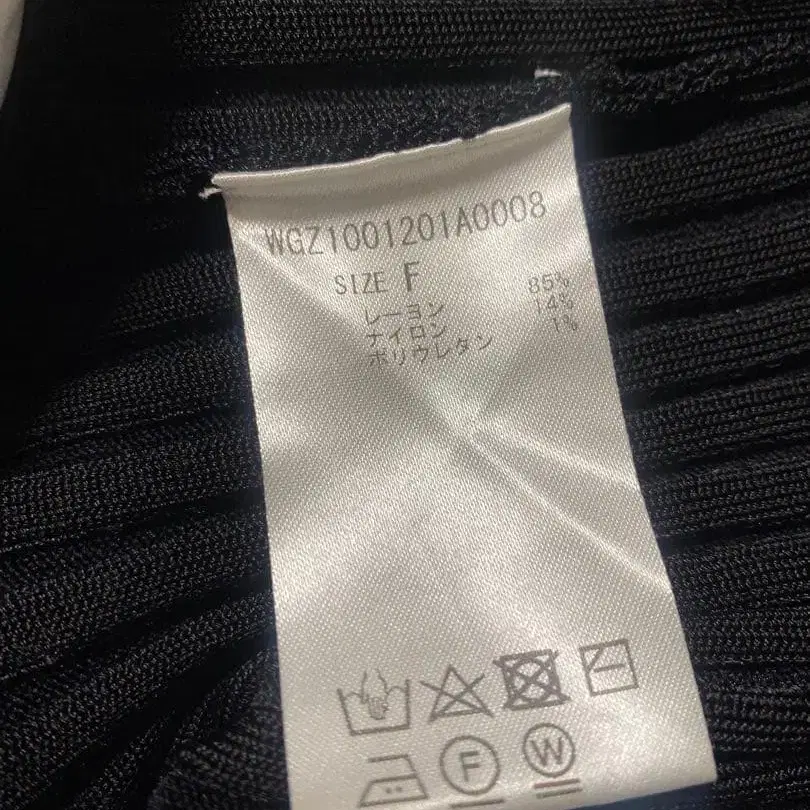 WGZ1001201A0008
SIZE F
レーヨン 85%
ナイロン 14%
ポリウレタン 1%
F W